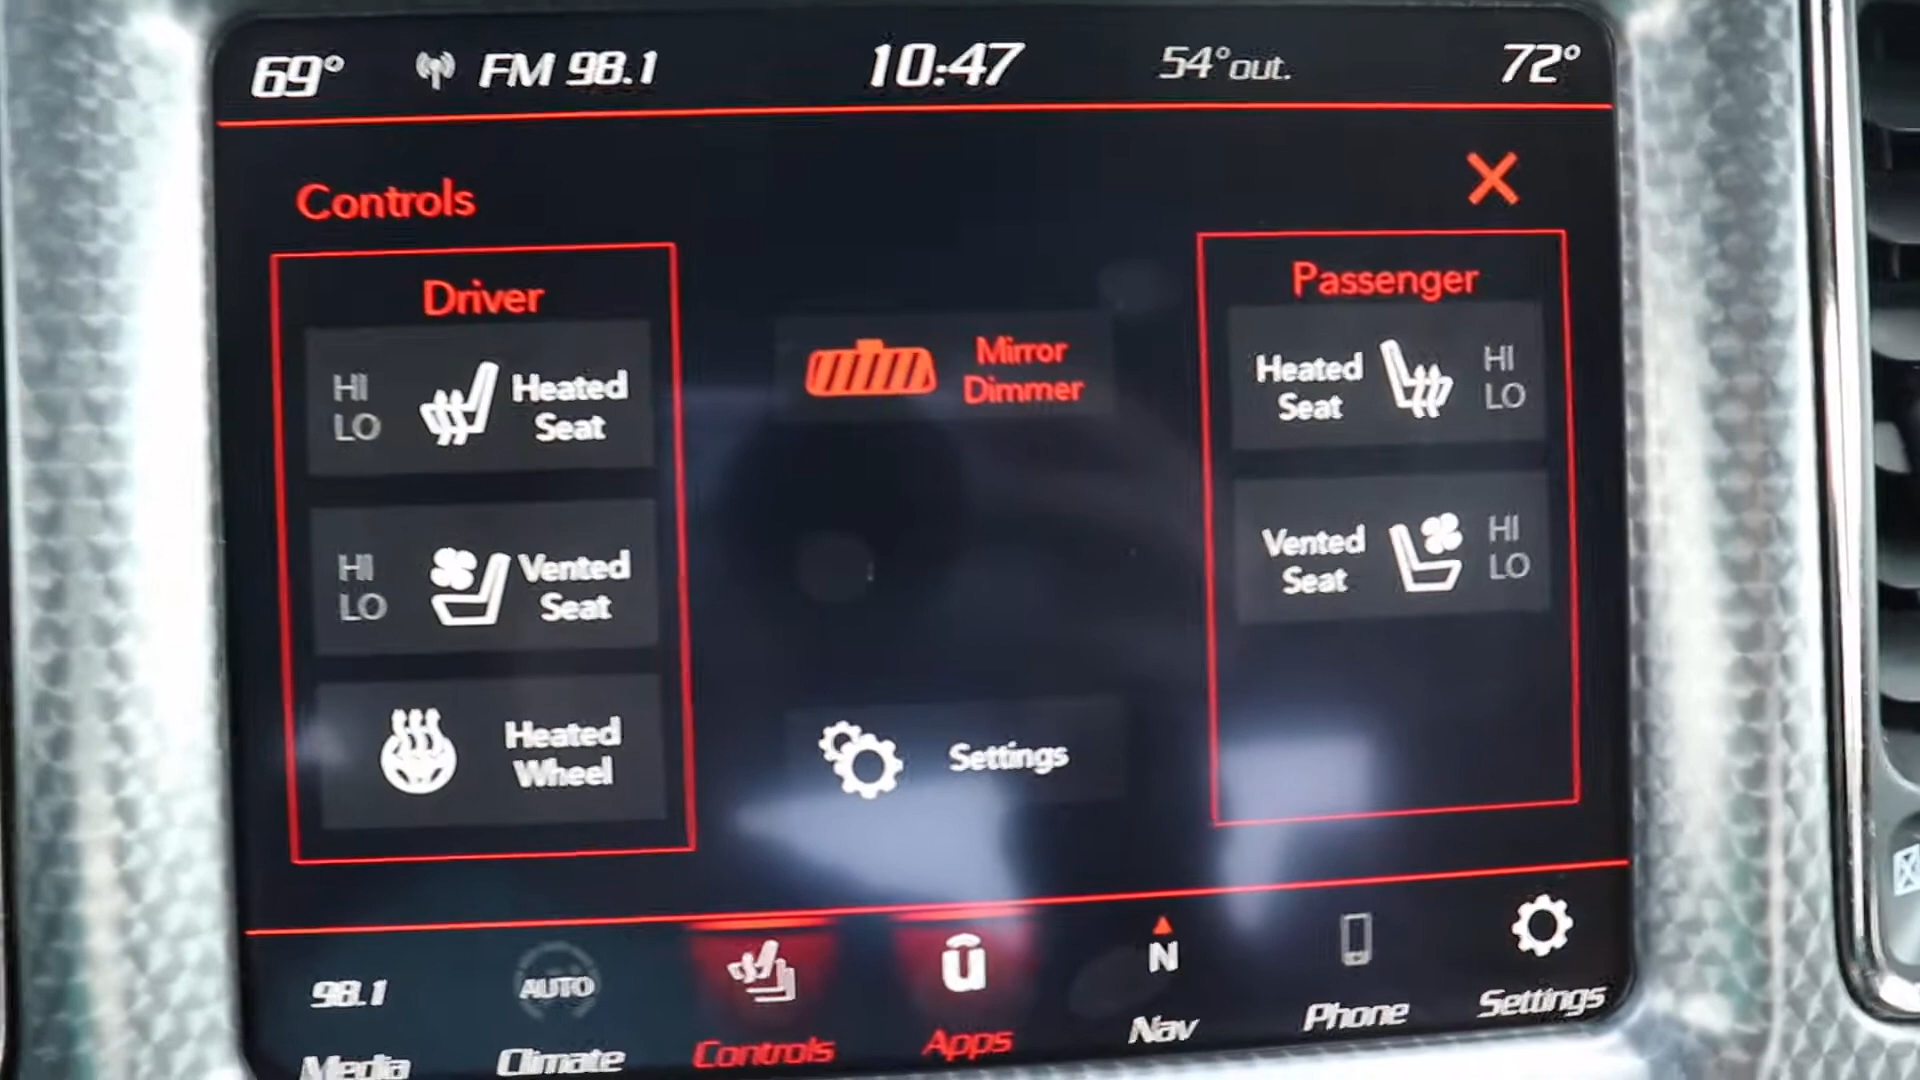 69° FM 98.1 10:47 54° out. 72°
Controls
Driver
HI
LO
Heated
Seat
HI
LO
Vented
Seat
Heated
Wheel
Mirror
Dimmer
Settings
Passenger
Heated
Seat
HI
LO
Vented
Seat
HI
LO
98.1 AUTO N
Media Climate Controls Apps Nav Phone Settings